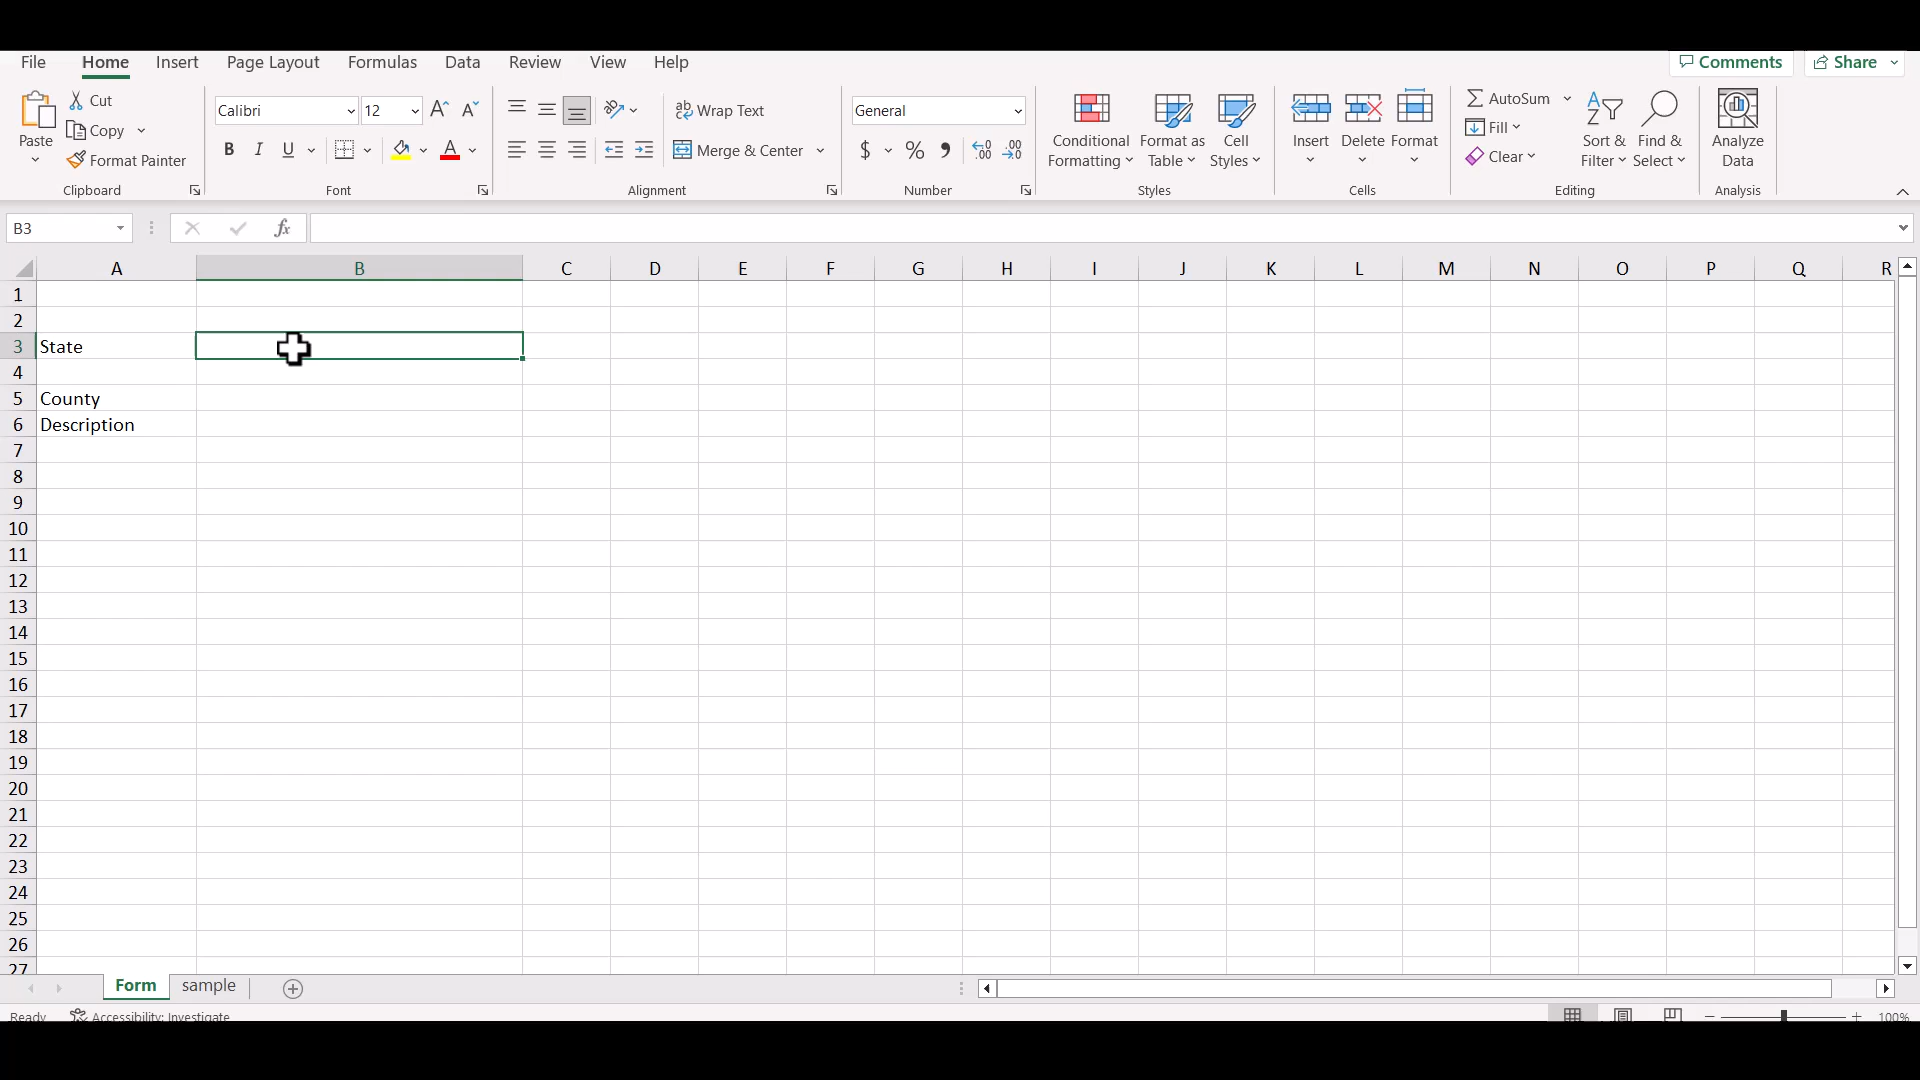 File Home Insert Page Layout Formulas Data Review View Help Comments Share
Cut
Copy
Format Painter
Paste
Clipboard
Calibri 12 A A
B I U A
Font
ab Wrap Text
Merge & Center
Alignment
General
$ % , .00 .00
Number
Conditional Formatting
Format as Table
Cell Styles
Styles
Insert Delete Format
Cells
AutoSum
Fill
Clear
Sort & Filter
Find & Select
Editing
Analyze Data
Analysis
B3 fx
A B C D E F G H I J K L M N O P Q R
1
2
3 State
4
5 County
6 Description
7
8
9
10
11
12
13
14
15
16
17
18
19
20
21
22
23
24
25
26
27
Form sample
Ready Accessibility: Investigate 100%